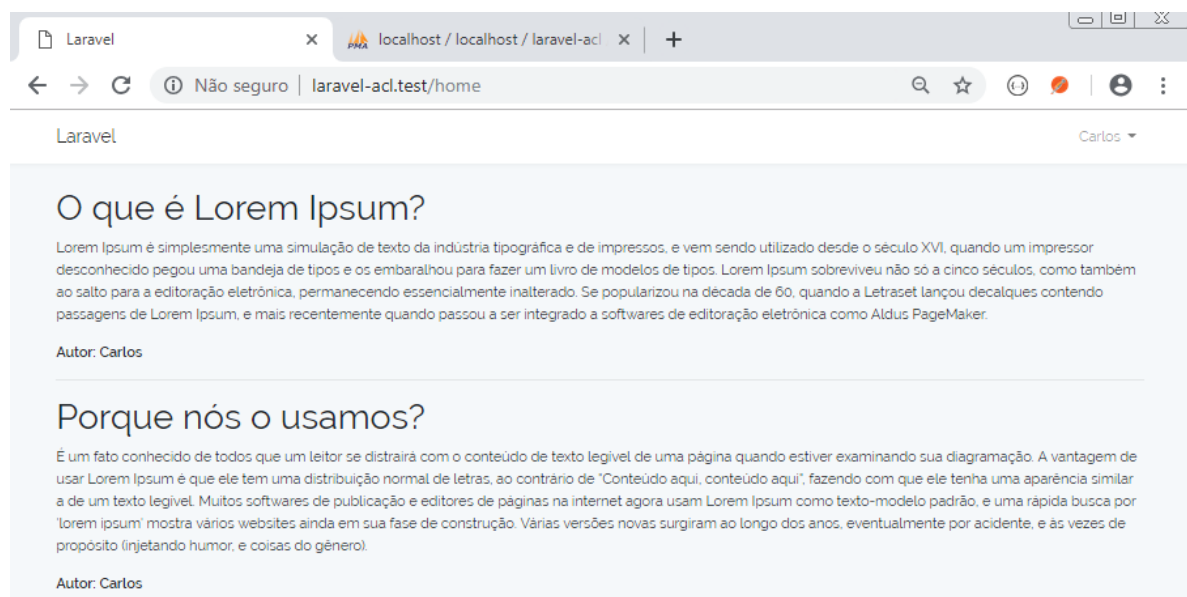 Laravel
PMA localhost / localhost / laravel-acl
Não seguro | laravel-acl.test/home
Laravel
Carlos
O que é Lorem Ipsum?
Lorem Ipsum é simplesmente uma simulação de texto da indústria tipográfica e de impressos, e vem sendo utilizado desde o século XVI, quando um impressor
desconhecido pegou uma bandeja de tipos e os embaralhou para fazer um livro de modelos de tipos. Lorem Ipsum sobreviveu não só a cinco séculos, como também
ao salto para a editoração eletrônica, permanecendo essencialmente inalterado. Se popularizou na década de 60, quando a Letraset lançou decalques contendo
passagens de Lorem Ipsum, e mais recentemente quando passou a ser integrado a softwares de editoração eletrônica como Aldus PageMaker.
Autor: Carlos
Porque nós o usamos?
É um fato conhecido de todos que um leitor se distrairá com o conteúdo de texto legível de uma página quando estiver examinando sua diagramação. A vantagem de
usar Lorem Ipsum é que ele tem uma distribuição normal de letras, ao contrário de "Conteúdo aqui, conteúdo aqui", fazendo com que ele tenha uma aparência similar
a de um texto legível. Muitos softwares de publicação e editores de páginas na internet agora usam Lorem Ipsum como texto-modelo padrão, e uma rápida busca por
'lorem ipsum' mostra vários websites ainda em sua fase de construção. Várias versões novas surgiram ao longo dos anos, eventualmente por acidente, e às vezes de
propósito (injetando humor, e coisas do gênero).
Autor: Carlos